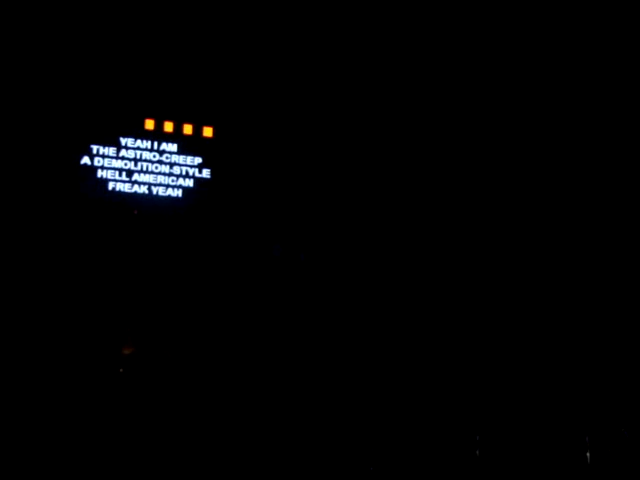 YEAH I AM
THE ASTRO-CREEP
A DEMOLITION-STYLE
HELL AMERICAN
FREAK YEAH